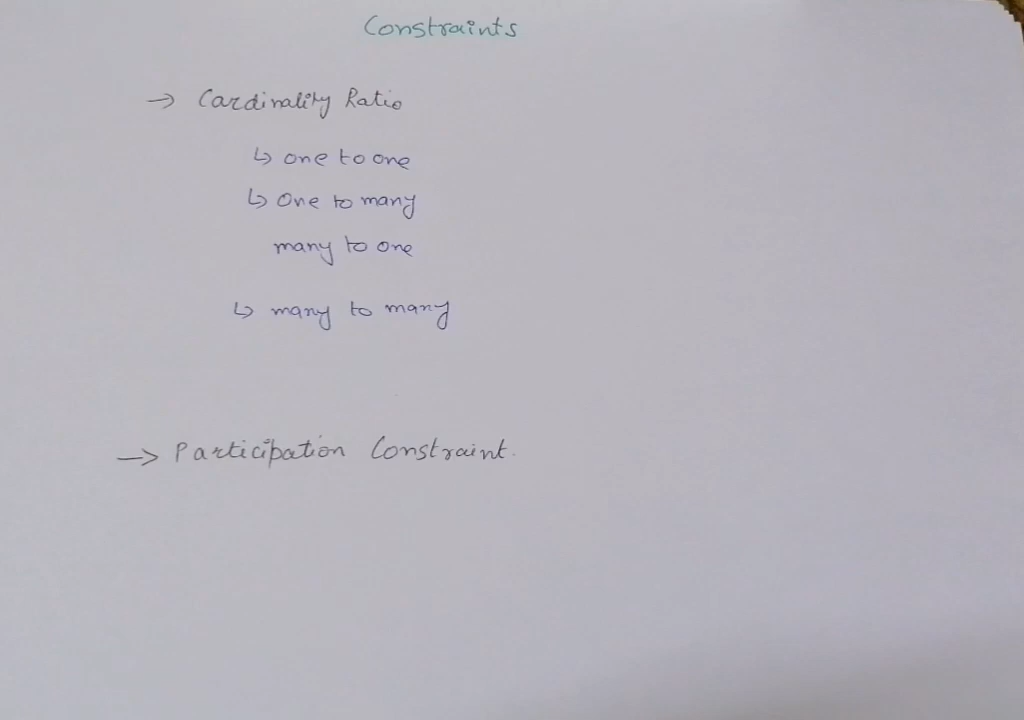 Constraints
→ Cardinality Ratio
↳ one to one
↳ One to many
many to one
↳ many to many
→ Participation Constraint.